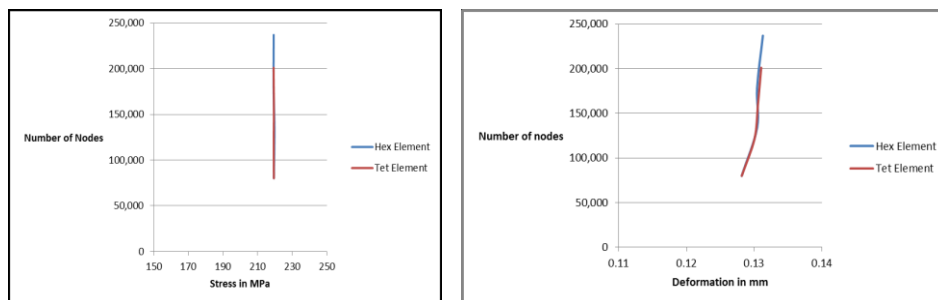 250,000
200,000
150,000
Number of Nodes
100,000
50,000
0
150 170 190 210 230 250
Stress in MPa
Hex Element
Tet Element
250,000
200,000
150,000
Number of nodes
100,000
50,000
0
0.11 0.12 0.13 0.14
Deformation in mm
Hex Element
Tet Element